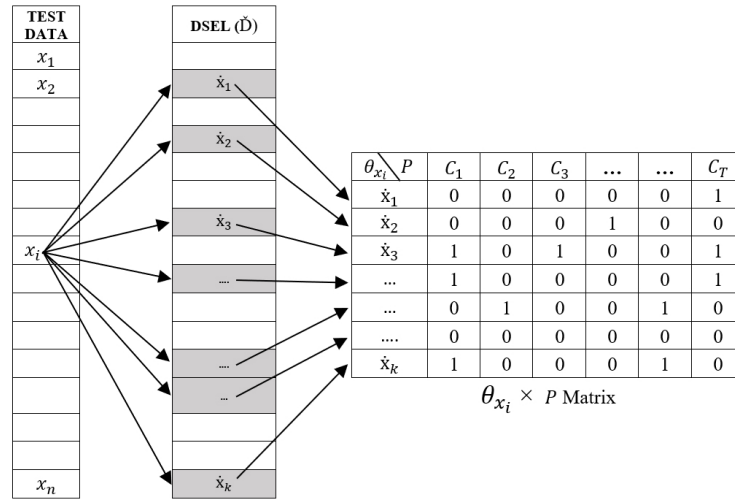 TEST DATA
x₁
x₂
xᵢ
xₙ
DSEL (Ď)
ẋ₁
ẋ₂
ẋ₃
....
....
...
ẋₖ
θₓᵢ \ P C₁ C₂ C₃ ... ... C_T
ẋ₁ 0 0 0 0 0 1
ẋ₂ 0 0 0 1 0 0
ẋ₃ 1 0 1 0 0 1
... 1 0 0 0 0 1
... 0 1 0 0 1 0
.... 0 0 0 0 0 0
ẋₖ 1 0 0 0 1 0
θₓᵢ × P Matrix